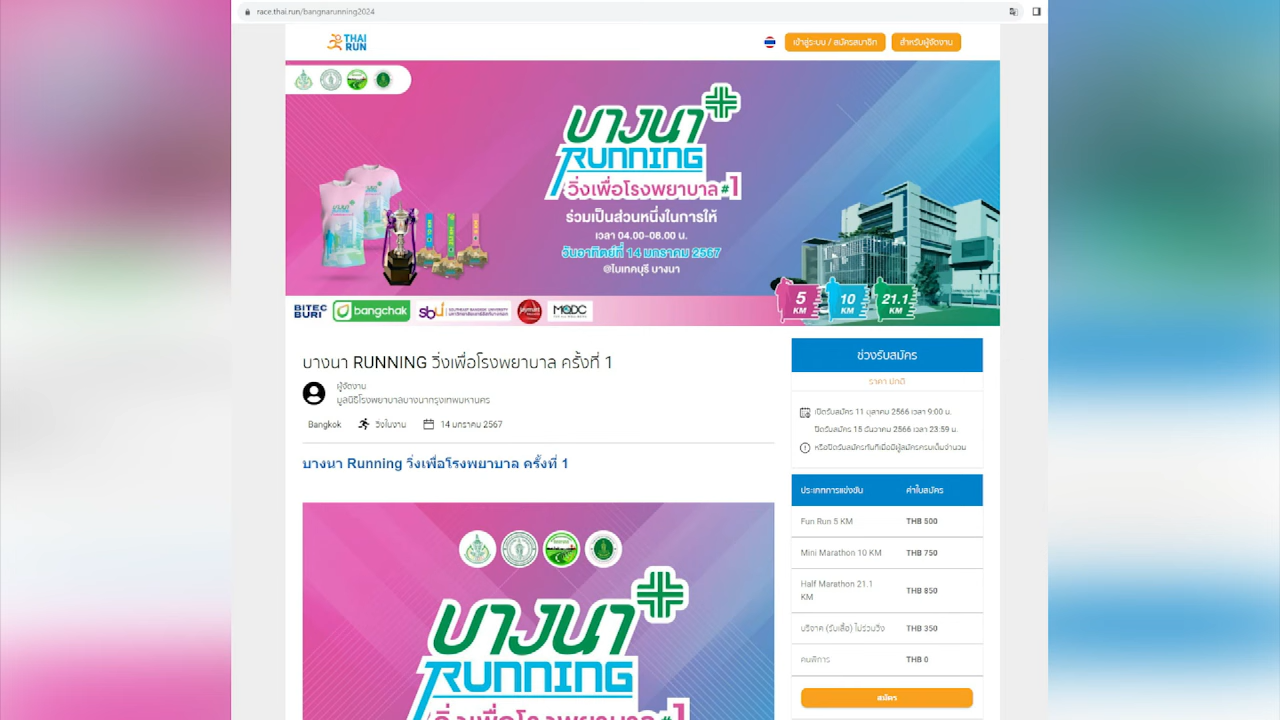 race.thai.run/bangnarunning2024
THAI RUN
เข้าสู่ระบบ / สมัครสมาชิก
สำหรับผู้จัดงาน
บางนา
RUNNING
วิ่งเพื่อโรงพยาบาล #1
ร่วมเป็นส่วนหนึ่งในการให้
เวลา 04.00-08.00 น.
วันอาทิตย์ที่ 14 มกราคม 2567
@ไบเทคบุรี บางนา
5 KM
10 KM
21.1 KM
BITEC BURI
bangchak
sbu
MQDC
บางนา RUNNING วิ่งเพื่อโรงพยาบาล ครั้งที่ 1
ผู้จัดงาน
มูลนิธิโรงพยาบาลบางนากรุงเทพมหานคร
Bangkok
วิ่งในงาน
14 มกราคม 2567
บางนา Running วิ่งเพื่อโรงพยาบาล ครั้งที่ 1
บางนา
RUNNING
วิ่งเพื่อโรงพยาบาล #1
ช่วงรับสมัคร
ราคา ปกติ
เปิดรับสมัคร 11 ตุลาคม 2566 เวลา 9:00 น.
ปิดรับสมัคร 15 ธันวาคม 2566 เวลา 23:59 น.
หรือปิดรับสมัครทันทีเมื่อมีผู้สมัครครบเต็มจำนวน
ประเภทการแข่งขัน ค่าใบสมัคร
Fun Run 5 KM THB 500
Mini Marathon 10 KM THB 750
Half Marathon 21.1 KM THB 850
บริจาค (รับเสื้อ) ไม่ร่วมวิ่ง THB 350
คนพิการ THB 0
สมัคร